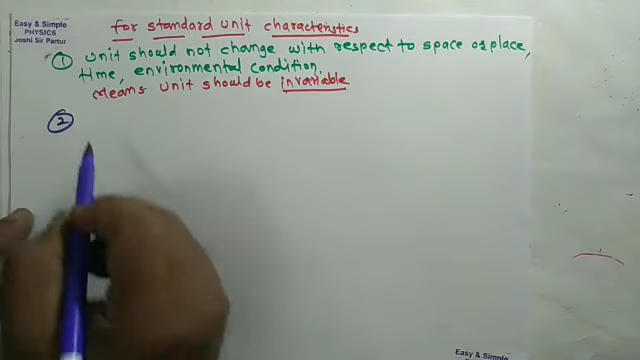 Easy & Simple
PHYSICS
Joshi Sir Partur
for standard unit characteristics
① unit should not change with respect to space or place,
time, environmental condition.
Means unit should be invariable
②
Easy & Simple